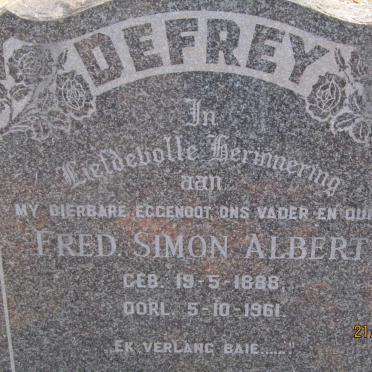 DEFREY
In
Liefdevolle Herinnering
aan
MY DIERBARE EGGENOOT, ONS VADER EN OU
FRED. SIMON ALBERT
GEB. 19-5-1888.
OORL. 5-10-1961
„EK VERLANG BAIE......"
21